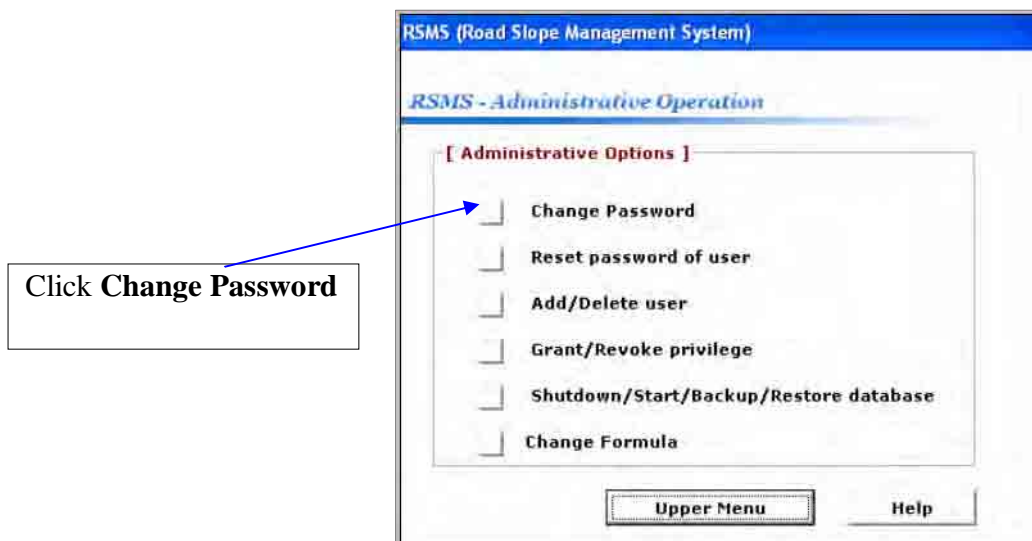 RSMS (Road Slope Management System)
RSMS - Administrative Operation
[ Administrative Options ]
Change Password
Reset password of user
Add/Delete user
Grant/Revoke privilege
Shutdown/Start/Backup/Restore database
Change Formula
Upper Menu
Help
Click Change Password